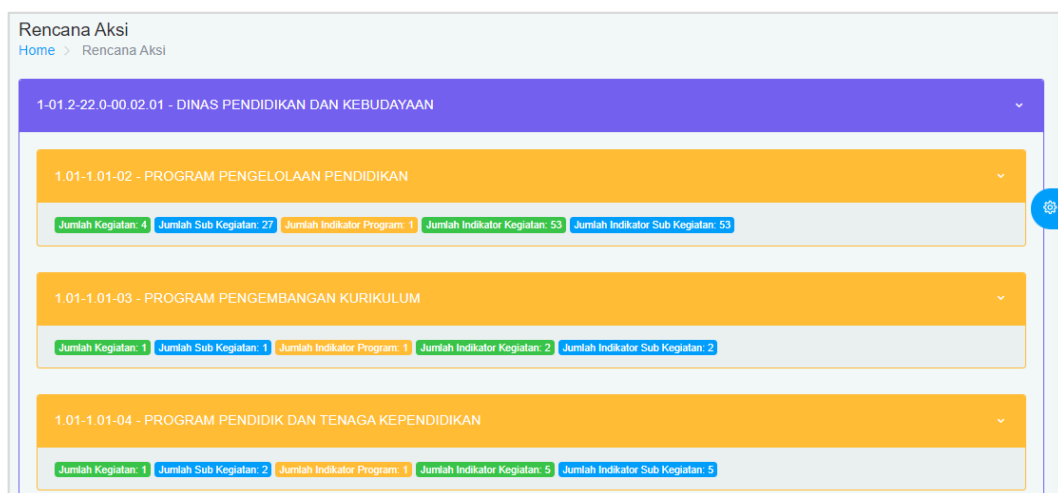 Rencana Aksi
Home > Rencana Aksi
1-01.2-22.0-00.02.01 - DINAS PENDIDIKAN DAN KEBUDAYAAN
1.01-1.01-02 - PROGRAM PENGELOLAAN PENDIDIKAN
Jumlah Kegiatan: 4 Jumlah Sub Kegiatan: 27 Jumlah Indikator Program: 1 Jumlah Indikator Kegiatan: 53 Jumlah Indikator Sub Kegiatan: 53
1.01-1.01-03 - PROGRAM PENGEMBANGAN KURIKULUM
Jumlah Kegiatan: 1 Jumlah Sub Kegiatan: 1 Jumlah Indikator Program: 1 Jumlah Indikator Kegiatan: 2 Jumlah Indikator Sub Kegiatan: 2
1.01-1.01-04 - PROGRAM PENDIDIK DAN TENAGA KEPENDIDIKAN
Jumlah Kegiatan: 1 Jumlah Sub Kegiatan: 2 Jumlah Indikator Program: 1 Jumlah Indikator Kegiatan: 5 Jumlah Indikator Sub Kegiatan: 5